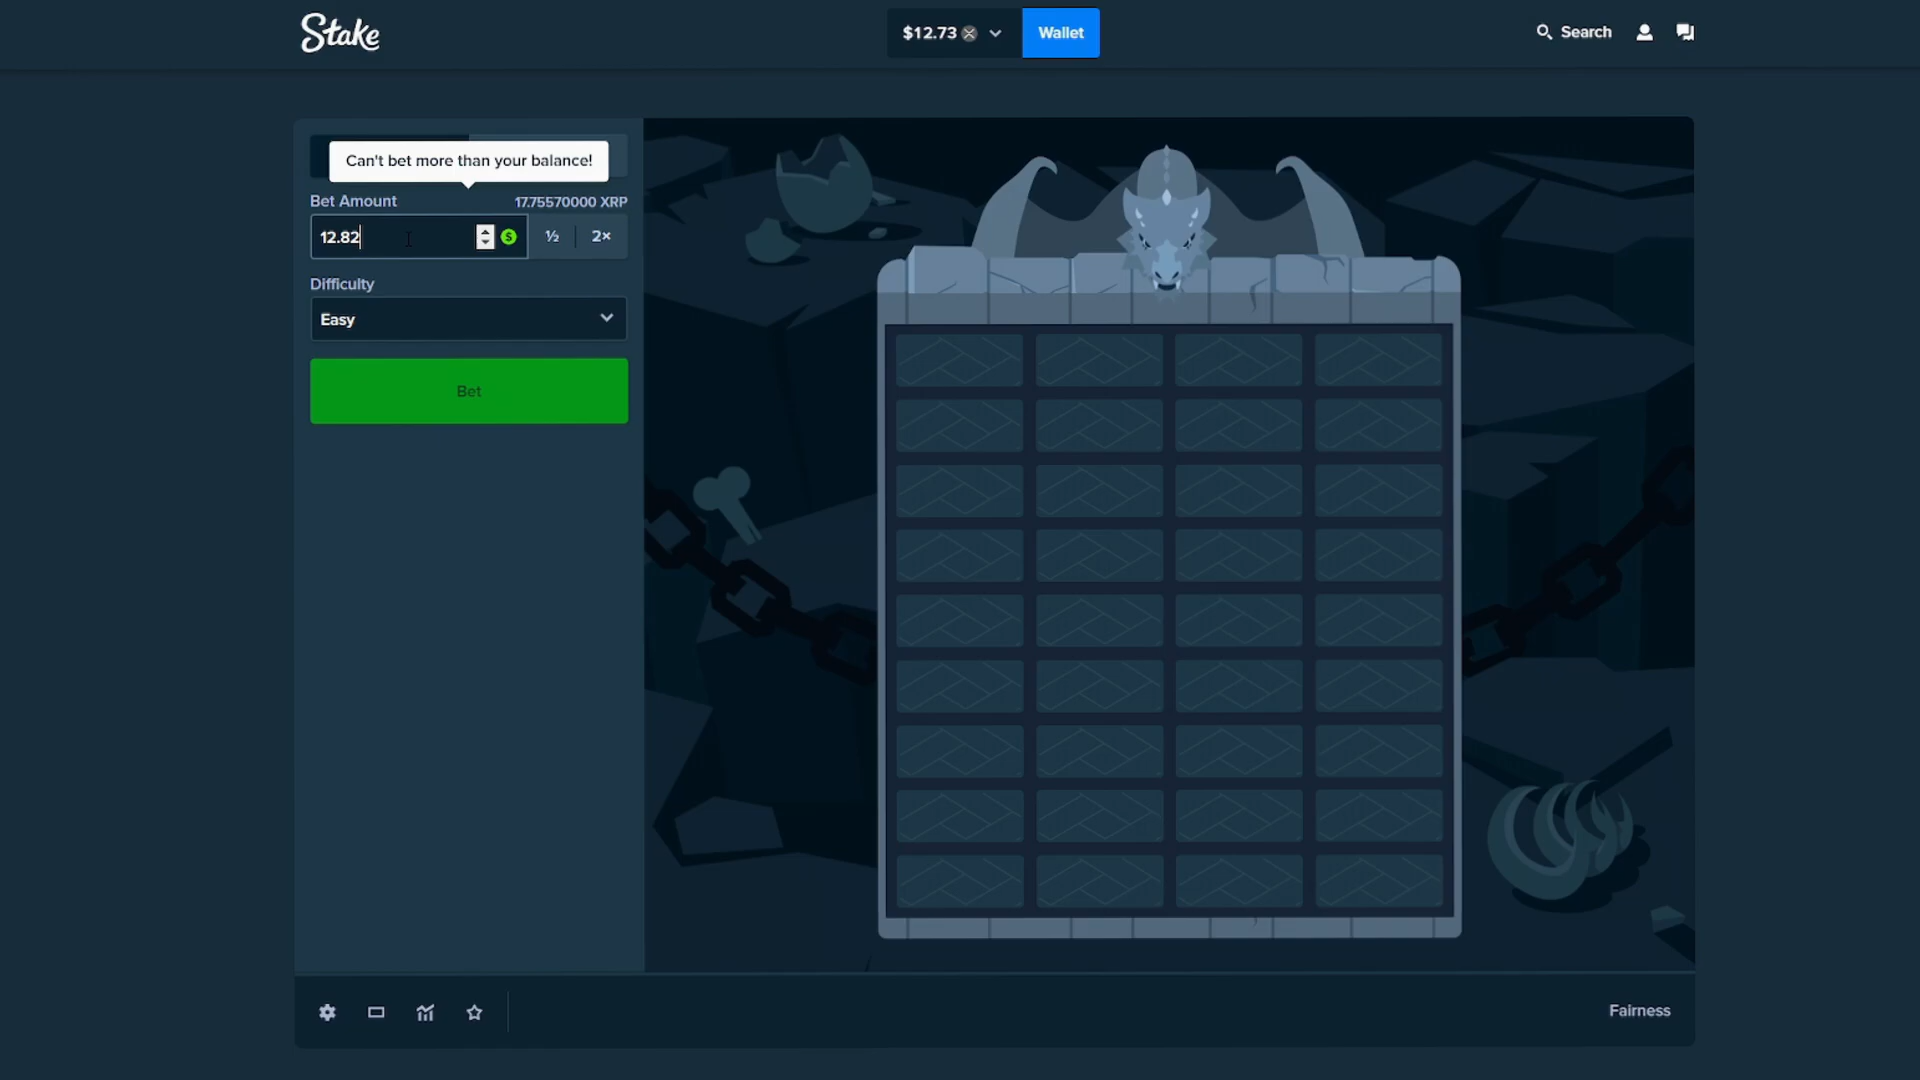 Stake
$12.73
Wallet
Search
Can't bet more than your balance!
Bet Amount
17.75570000 XRP
12.82
$
½
2×
Difficulty
Easy
Bet
Fairness